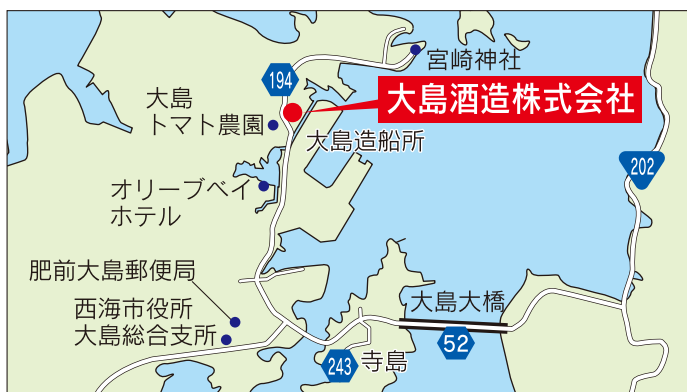 宮崎神社
194
大島酒造株式会社
大島
トマト農園
大島造船所
202
オリーブベイ
ホテル
肥前大島郵便局
西海市役所
大島総合支所
大島大橋
52
243
寺島